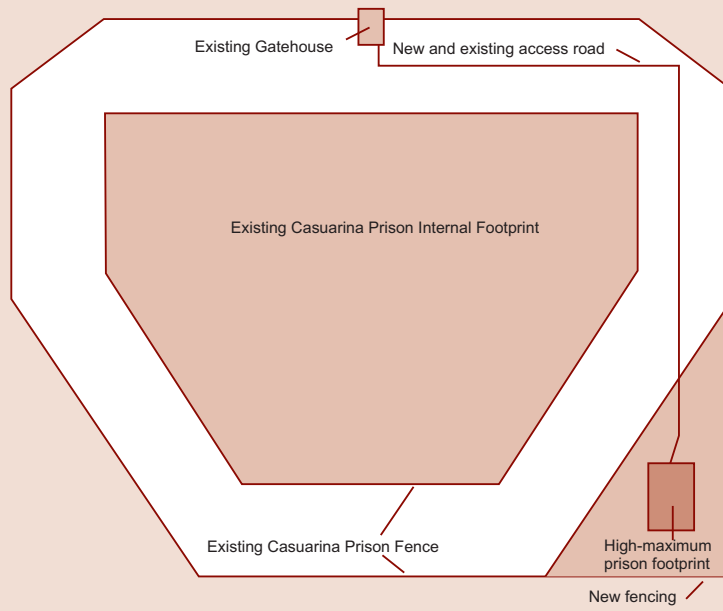 Existing Gatehouse
New and existing access road
Existing Casuarina Prison Internal Footprint
Existing Casuarina Prison Fence
High-maximum
prison footprint
New fencing